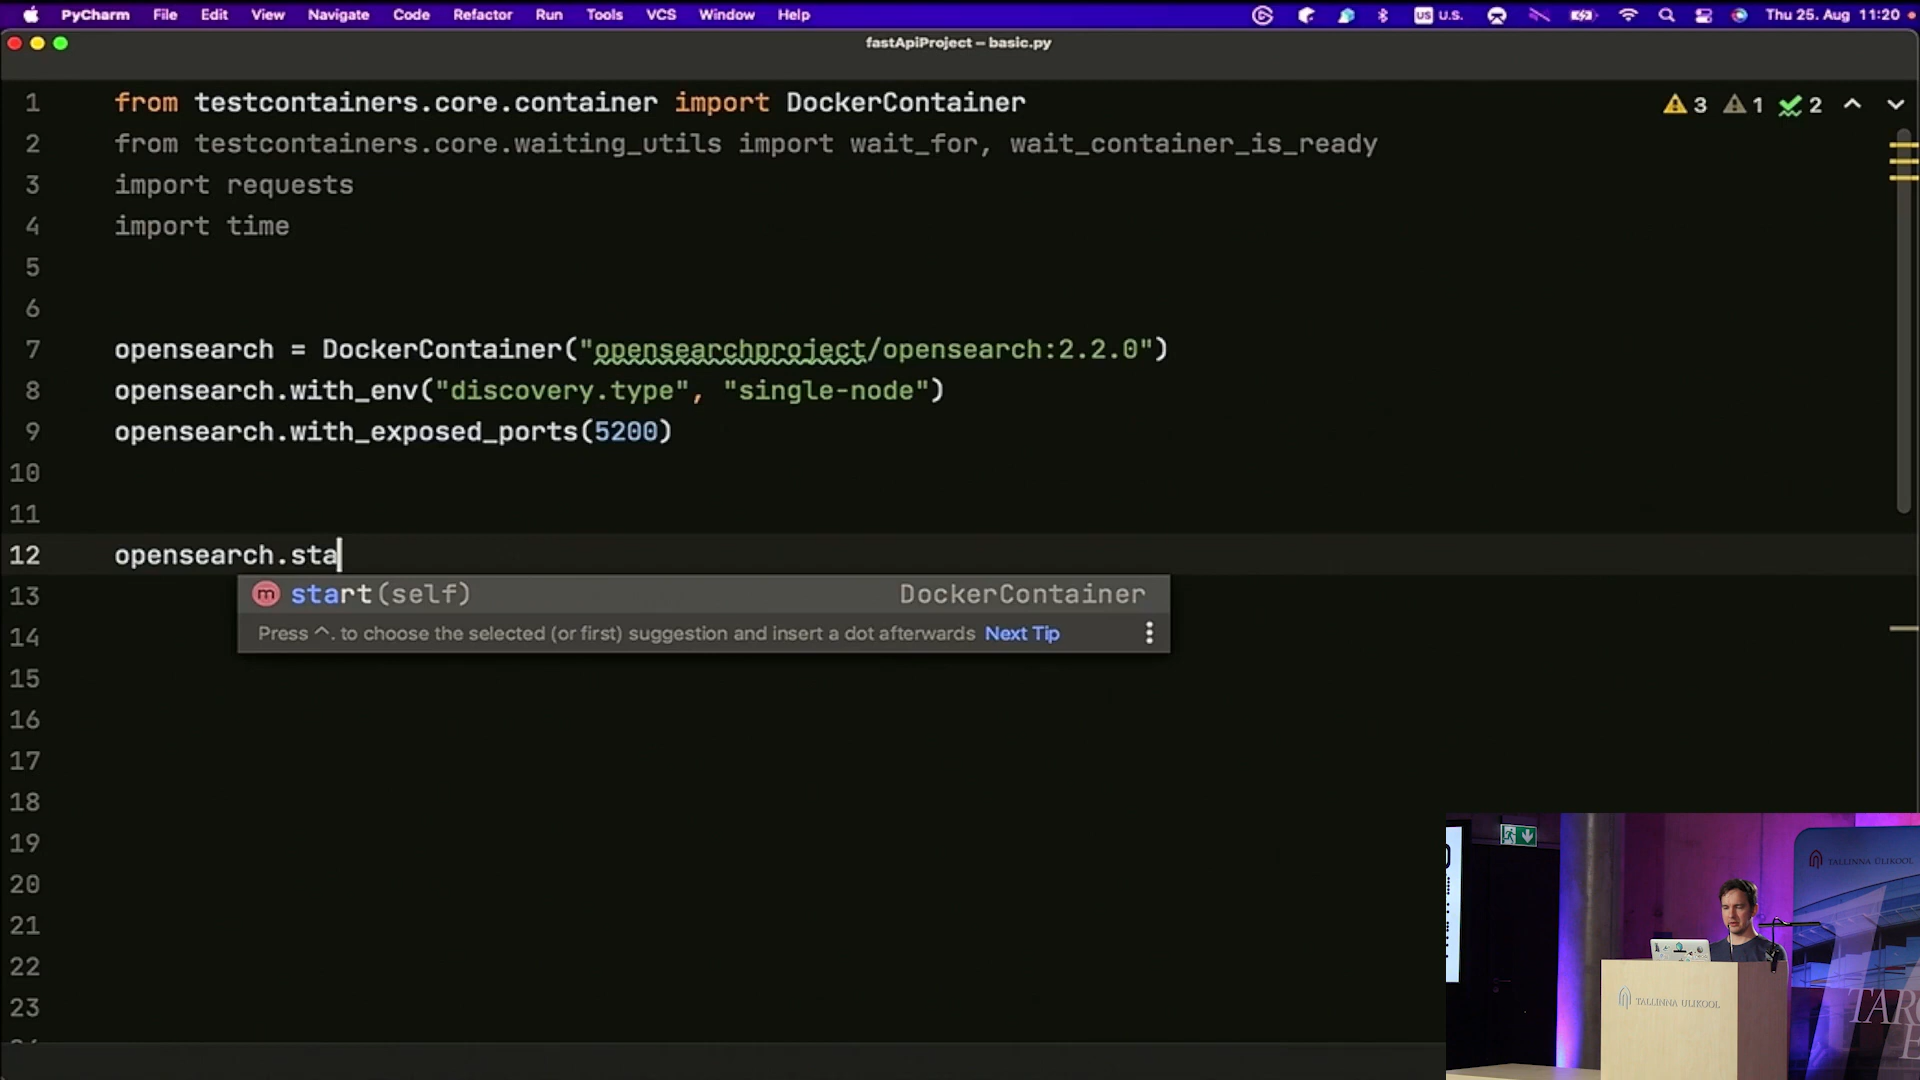 PyCharm File Edit View Navigate Code Refactor Run Tools VCS Window Help US U.S. Thu 25. Aug 11:20
fastApiProject – basic.py
1 from testcontainers.core.container import DockerContainer
3 1 2
2 from testcontainers.core.waiting_utils import wait_for, wait_container_is_ready
3 import requests
4 import time
5
6
7 opensearch = DockerContainer("opensearchproject/opensearch:2.2.0")
8 opensearch.with_env("discovery.type", "single-node")
9 opensearch.with_exposed_ports(5200)
10
11
12 opensearch.sta
m start(self) DockerContainer
13
Press ^. to choose the selected (or first) suggestion and insert a dot afterwards Next Tip
14
15
16
17
18
19
20
21
22
23
TALLINNA ÜLIKOOL
TALLINNA ÜLIKOOL